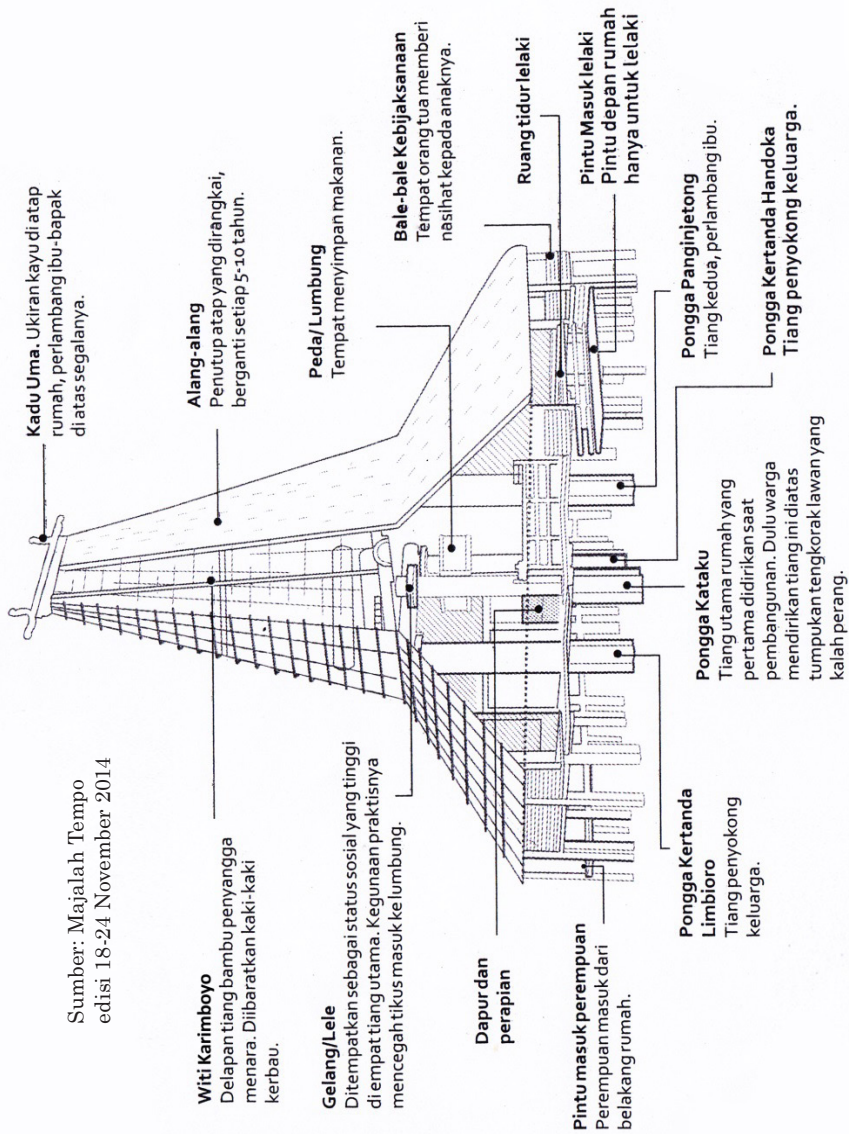 Sumber: Majalah Tempo
edisi 18-24 November 2014
Kadu Uma. Ukiran kayu di atap
rumah, perlambang ibu-bapak
diatas segalanya.
Alang-alang
Penutup atap yang dirangkai,
berganti setiap 5-10 tahun.
Peda/ Lumbung
Tempat menyimpan makanan.
Bale-bale Kebijaksanaan
Tempat orang tua memberi
nasihat kepada anaknya.
Ruang tidur lelaki
Pintu Masuk lelaki
Pintu depan rumah
hanya untuk lelaki
Witi Karimboyo
Delapan tiang bambu penyangga
menara. Diibaratkan kaki-kaki
kerbau.
Gelang/Lele
Ditempatkan sebagai status sosial yang tinggi
di empat tiang utama. Kegunaan praktisnya
mencegah tikus masuk ke lumbung.
Dapur dan
perapian
Pintu masuk perempuan
Perempuan masuk dari
belakang rumah.
Pongga Kertanda
Limbioro
Tiang penyokong
keluarga.
Pongga Kataku
Tiang utama rumah yang
pertama didirikan saat
pembangunan. Dulu warga
mendirikan tiang ini diatas
tumpukan tengkorak lawan yang
kalah perang.
Pongga Panginjetong
Tiang kedua, perlambang ibu.
Pongga Kertanda Handoka
Tiang penyokong keluarga.